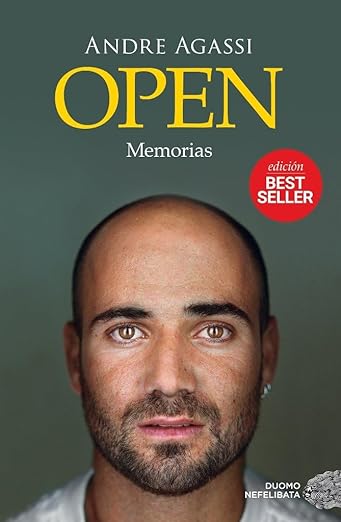 ANDRE AGASSI
OPEN
Memorias
edición
BEST
SELLER
DUOMO
NEFELIBATA